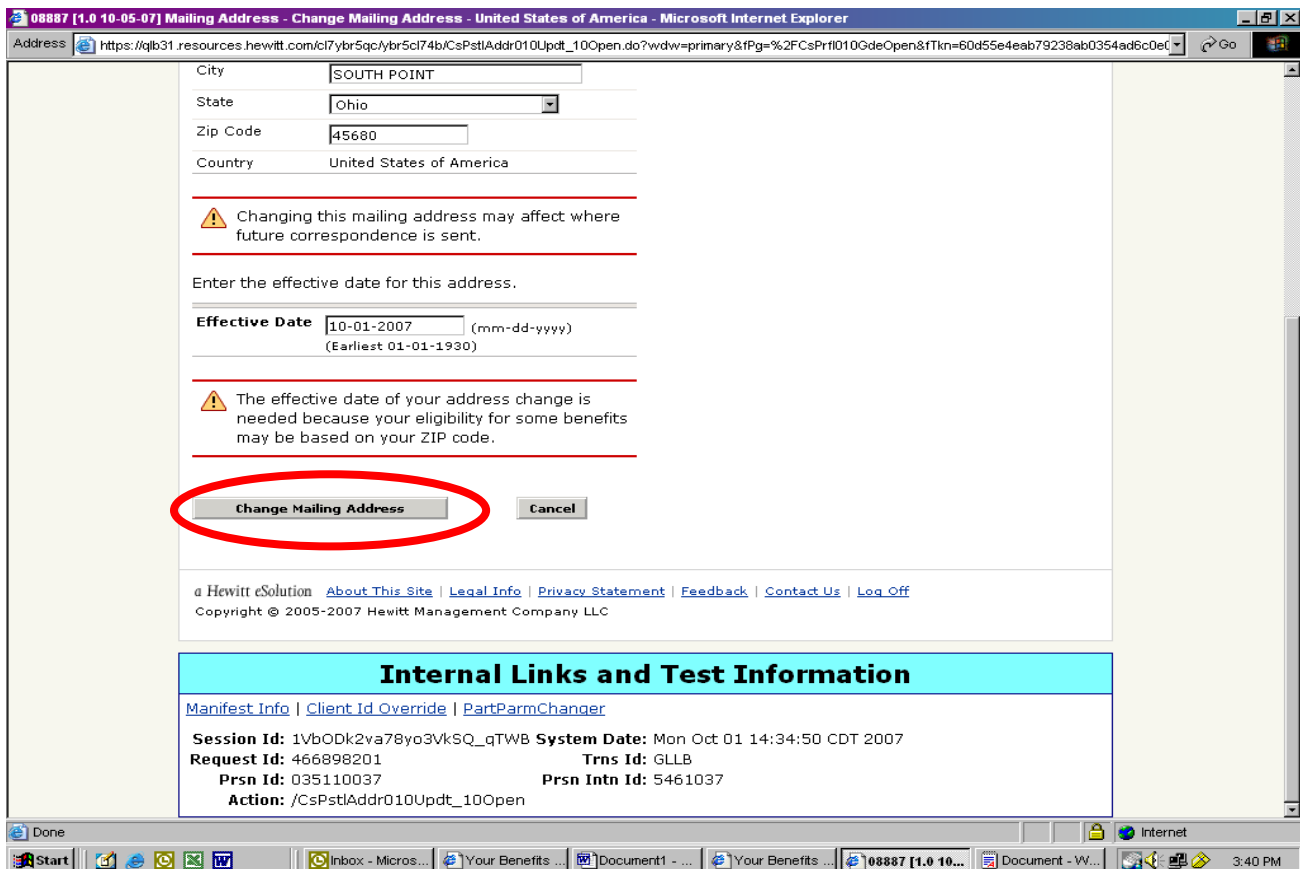 08887 [1.0 10-05-07] Mailing Address - Change Mailing Address - United States of America - Microsoft Internet Explorer
Address https://qlb31.resources.hewitt.com/cl7ybr5qc/ybr5cl74b/CsPstlAddr010Updt_10Open.do?wdw=primary&fPg=%2FCsPrfl010GdeOpen&fTkn=60d55e4eab79238ab0354ad6c0e( Go
City SOUTH POINT
State Ohio
Zip Code 45680
Country United States of America
Changing this mailing address may affect where
future correspondence is sent.
Enter the effective date for this address.
Effective Date 10-01-2007 (mm-dd-yyyy)
(Earliest 01-01-1930)
The effective date of your address change is
needed because your eligibility for some benefits
may be based on your ZIP code.
Change Mailing Address Cancel
a Hewitt eSolution About This Site | Legal Info | Privacy Statement | Feedback | Contact Us | Log Off
Copyright © 2005-2007 Hewitt Management Company LLC
Internal Links and Test Information
Manifest Info | Client Id Override | PartParmChanger
Session Id: 1VbODk2va78yo3VkSQ_qTWB System Date: Mon Oct 01 14:34:50 CDT 2007
Request Id: 466898201 Trns Id: GLLB
Prsn Id: 035110037 Prsn Intn Id: 5461037
Action: /CsPstlAddr010Updt_10Open
Done Internet
Start Inbox - Micros... Your Benefits ... Document1 - ... Your Benefits ... 08887 [1.0 10... Document - W... 3:40 PM